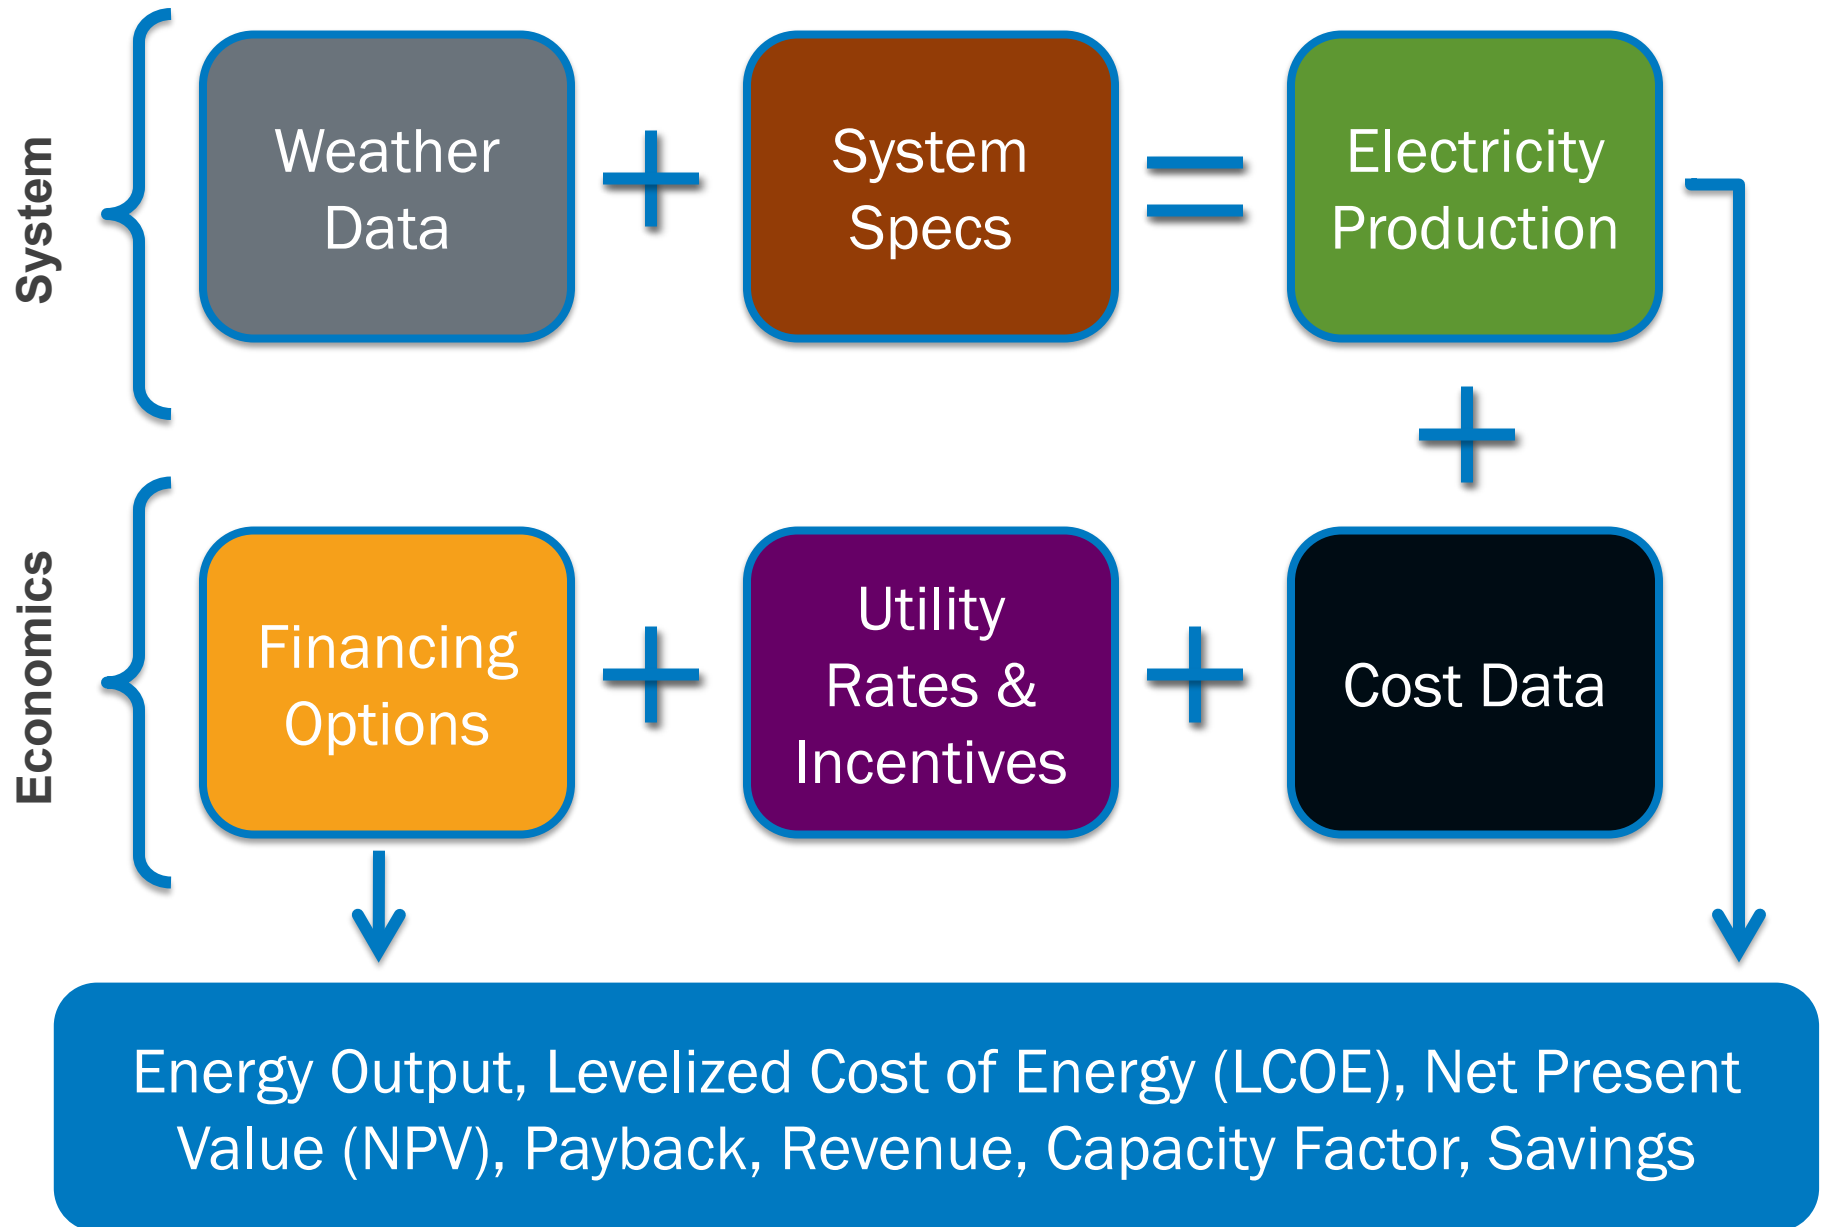 System
Weather
Data
+
System
Specs
=
Electricity
Production
+
Economics
Financing
Options
+
Utility
Rates &
Incentives
+
Cost Data
Energy Output, Levelized Cost of Energy (LCOE), Net Present
Value (NPV), Payback, Revenue, Capacity Factor, Savings